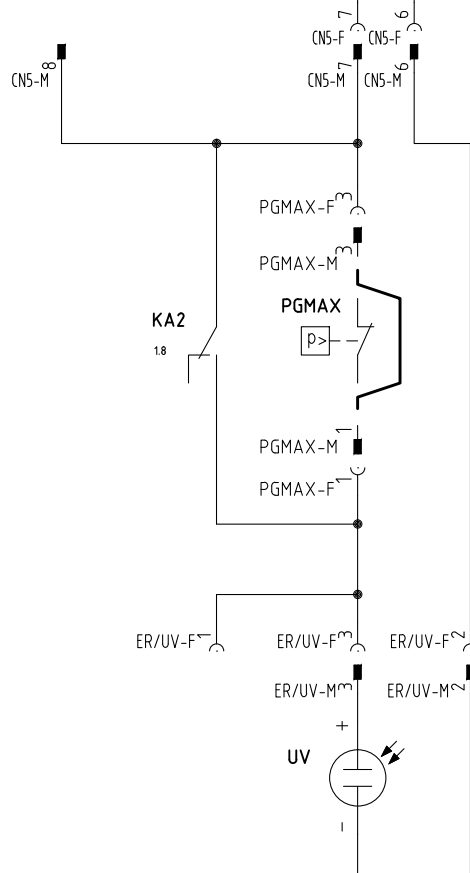 7 6
CN5-F CN5-F
8 7 6
CN5-M CN5-M CN5-M
3
PGMAX-F
3
PGMAX-M
PGMAX
KA2
p>
1.8
1
PGMAX-M
1
PGMAX-F
1 3 2
ER/UV-F ER/UV-F ER/UV-F
3 2
ER/UV-M ER/UV-M
+
UV
-